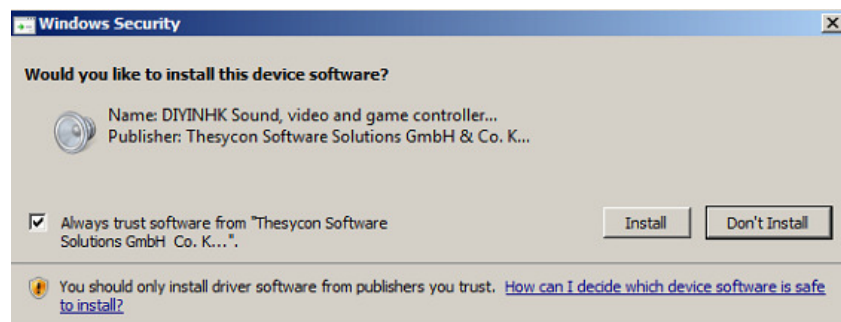 Windows Security
Would you like to install this device software?
Name: DIYINHK Sound, video and game controller...
Publisher: Thesycon Software Solutions GmbH & Co. K...
Always trust software from "Thesycon Software
Solutions GmbH  Co. K...".
Install
Don't Install
You should only install driver software from publishers you trust. How can I decide which device software is safe
to install?